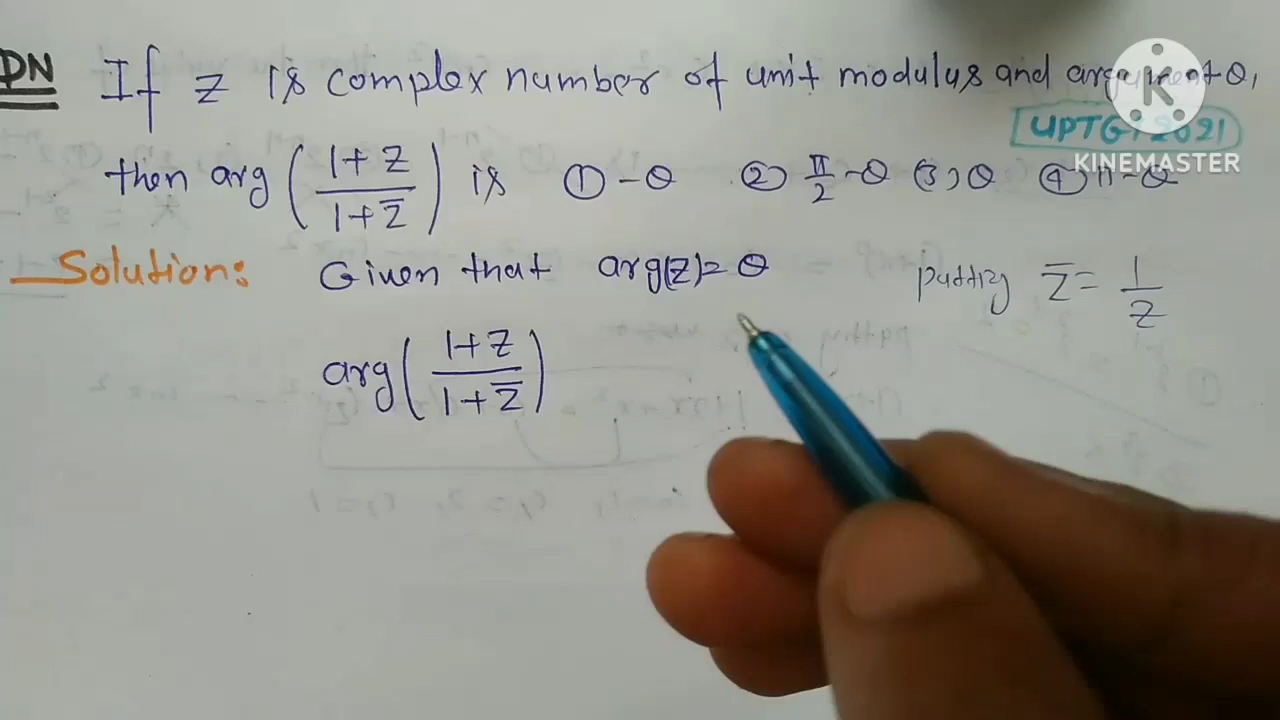 DN If z is complex number of unit modulus and argument θ,
UPTGT 2021
KINEMASTER
then arg (1+z / 1+z̅) is ① -θ ② π/2 -θ ③ θ ④ π-θ
Solution: Given that arg(z)= θ putting z̅ = 1/z
arg(1+z / 1+z̅)